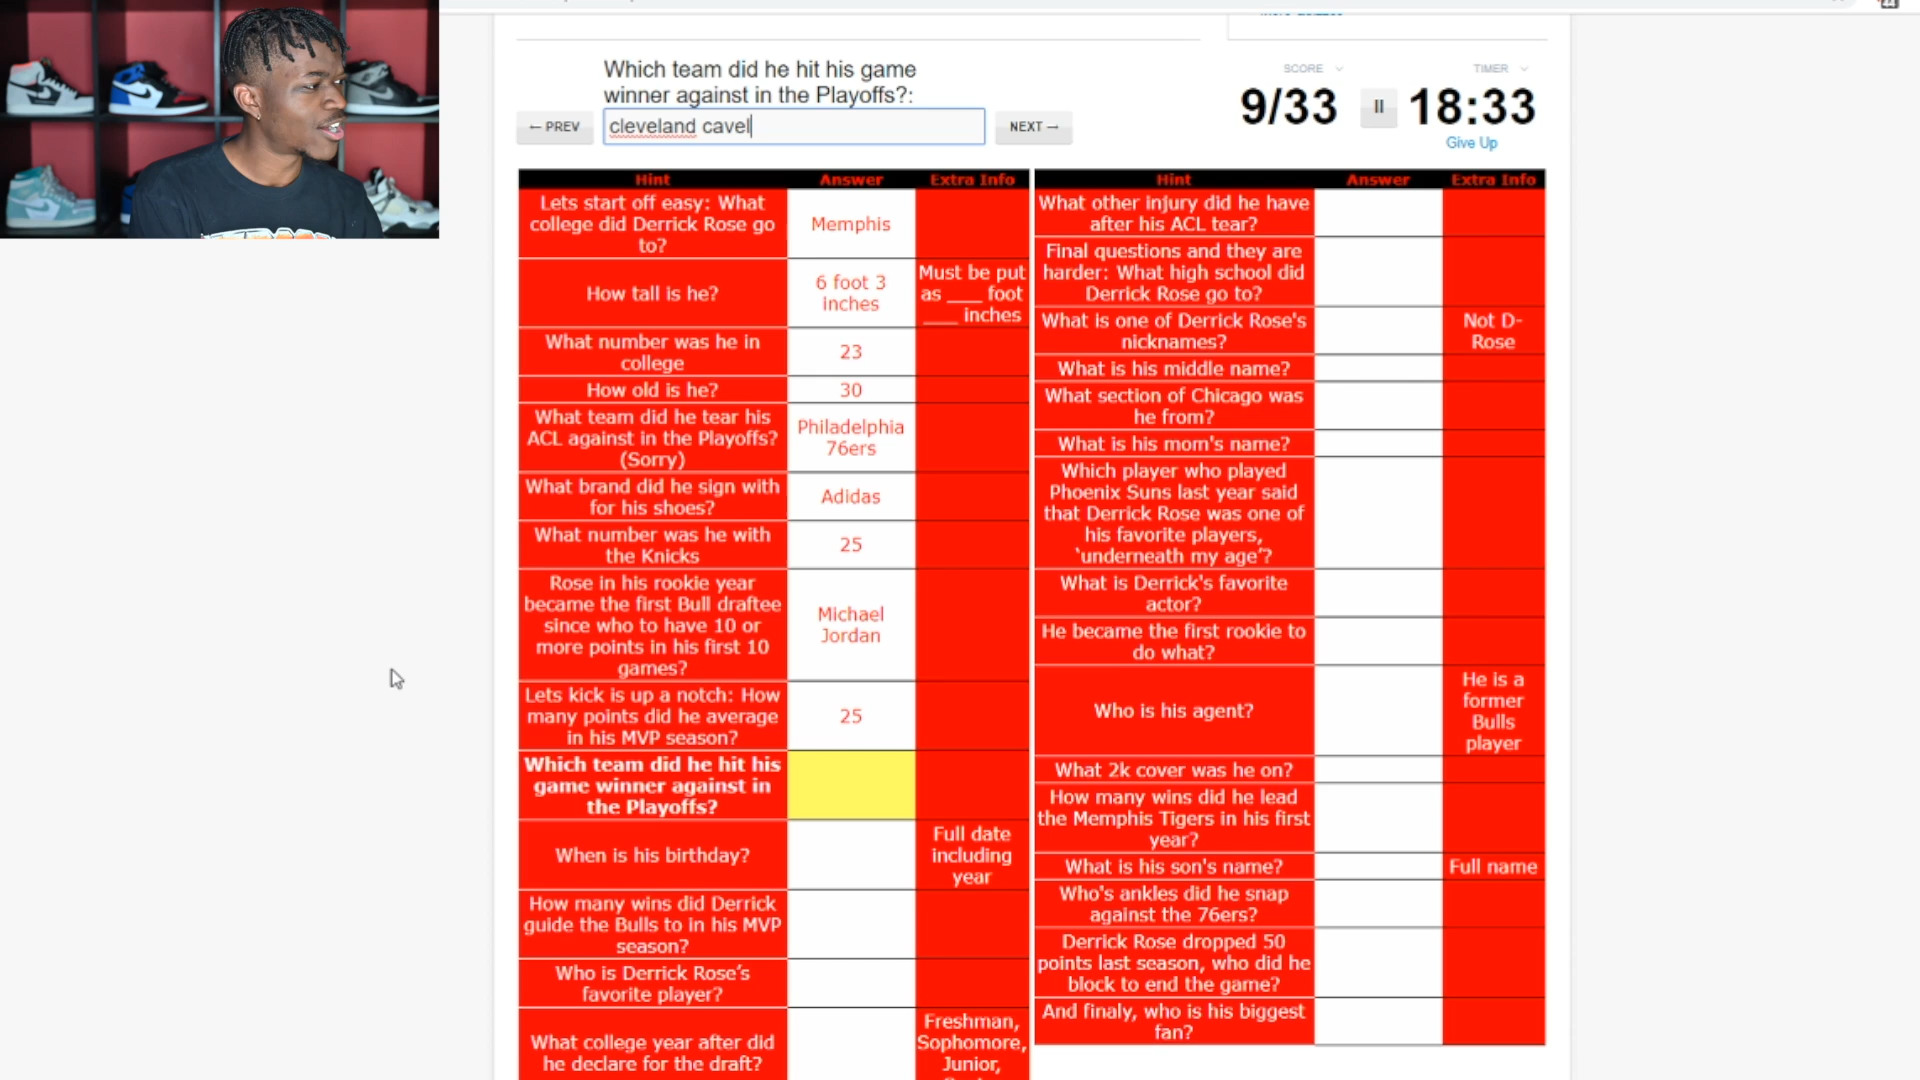 Which team did he hit his game
winner against in the Playoffs?:
← PREV
cleveland cavel
NEXT →
SCORE
9/33
TIMER
18:33
Give Up
Hint
Answer
Extra Info
Lets start off easy: What
college did Derrick Rose go
to?
Memphis
How tall is he?
6 foot 3
inches
Must be put
as ____ foot
____ inches
What number was he in
college
23
How old is he?
30
What team did he tear his
ACL against in the Playoffs?
(Sorry)
Philadelphia
76ers
What brand did he sign with
for his shoes?
Adidas
What number was he with
the Knicks
25
Rose in his rookie year
became the first Bull draftee
since who to have 10 or
more points in his first 10
games?
Michael
Jordan
Lets kick is up a notch: How
many points did he average
in his MVP season?
25
Which team did he hit his
game winner against in
the Playoffs?
When is his birthday?
Full date
including
year
How many wins did Derrick
guide the Bulls to in his MVP
season?
Who is Derrick Rose's
favorite player?
What college year after did
he declare for the draft?
Freshman,
Sophomore,
Junior,
Hint
Answer
Extra Info
What other injury did he have
after his ACL tear?
Final questions and they are
harder: What high school did
Derrick Rose go to?
What is one of Derrick Rose's
nicknames?
Not D-
Rose
What is his middle name?
What section of Chicago was
he from?
What is his mom's name?
Which player who played
Phoenix Suns last year said
that Derrick Rose was one of
his favorite players,
'underneath my age'?
What is Derrick's favorite
actor?
He became the first rookie to
do what?
Who is his agent?
He is a
former
Bulls
player
What 2k cover was he on?
How many wins did he lead
the Memphis Tigers in his first
year?
What is his son's name?
Full name
Who's ankles did he snap
against the 76ers?
Derrick Rose dropped 50
points last season, who did he
block to end the game?
And finaly, who is his biggest
fan?